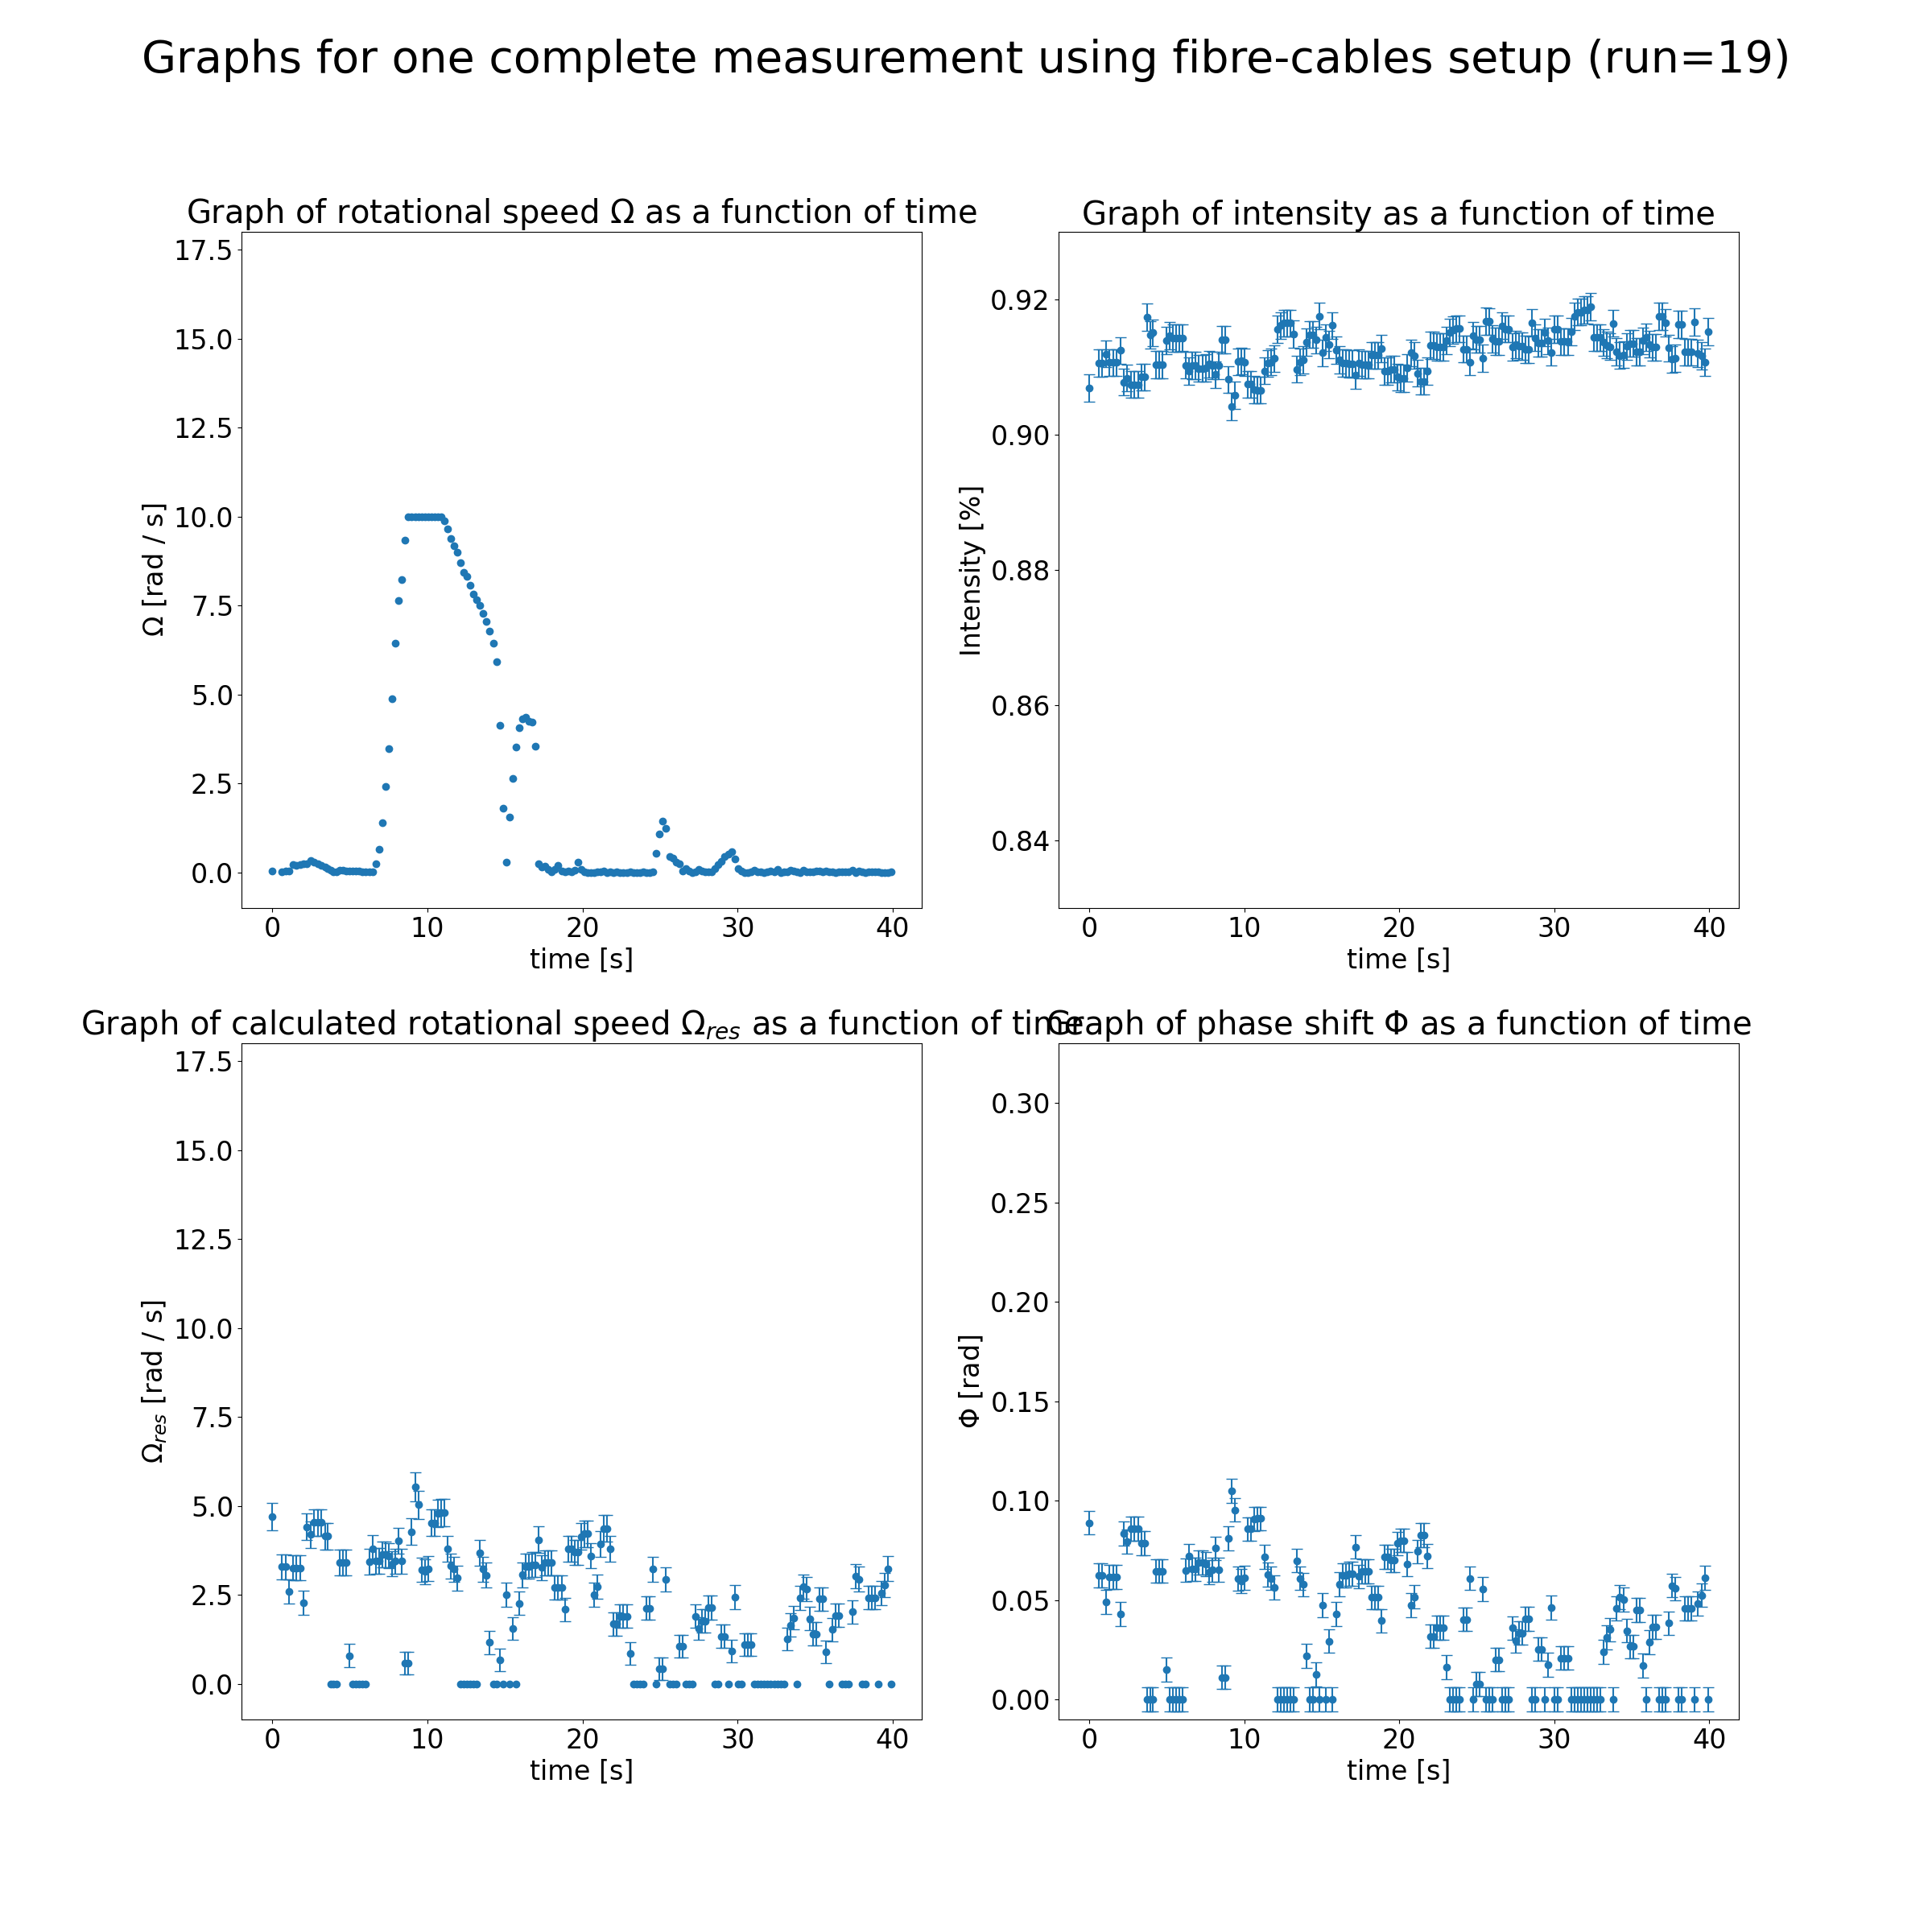 Graphs for one complete measurement using fibre-cables setup (run=19)
Graph of rotational speed Ω as a function of time
17.5
15.0
12.5
10.0
7.5
5.0
2.5
0.0
Ω [rad / s]
0 10 20 30 40
time [s]
Graph of intensity as a function of time
0.92
0.90
0.88
0.86
0.84
Intensity [%]
0 10 20 30 40
time [s]
Graph of calculated rotational speed Ω_res as a function of time
17.5
15.0
12.5
10.0
7.5
5.0
2.5
0.0
Ω_res [rad / s]
0 10 20 30 40
time [s]
Graph of phase shift Φ as a function of time
0.30
0.25
0.20
0.15
0.10
0.05
0.00
Φ [rad]
0 10 20 30 40
time [s]